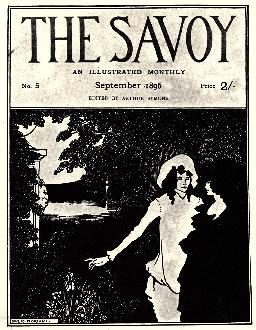 THE SAVOY
AN ILLUSTRATED MONTHLY
No. 5 September 1896 Price 2/-
EDITED BY ARTHUR SYMONS